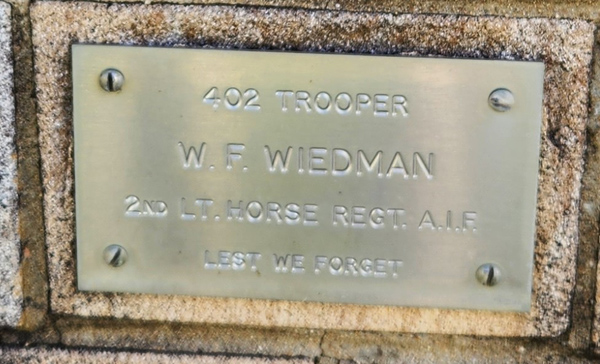 402 TROOPER
W. F. WIEDMAN
2ND LT. HORSE REGT. A.I.F.
LEST WE FORGET